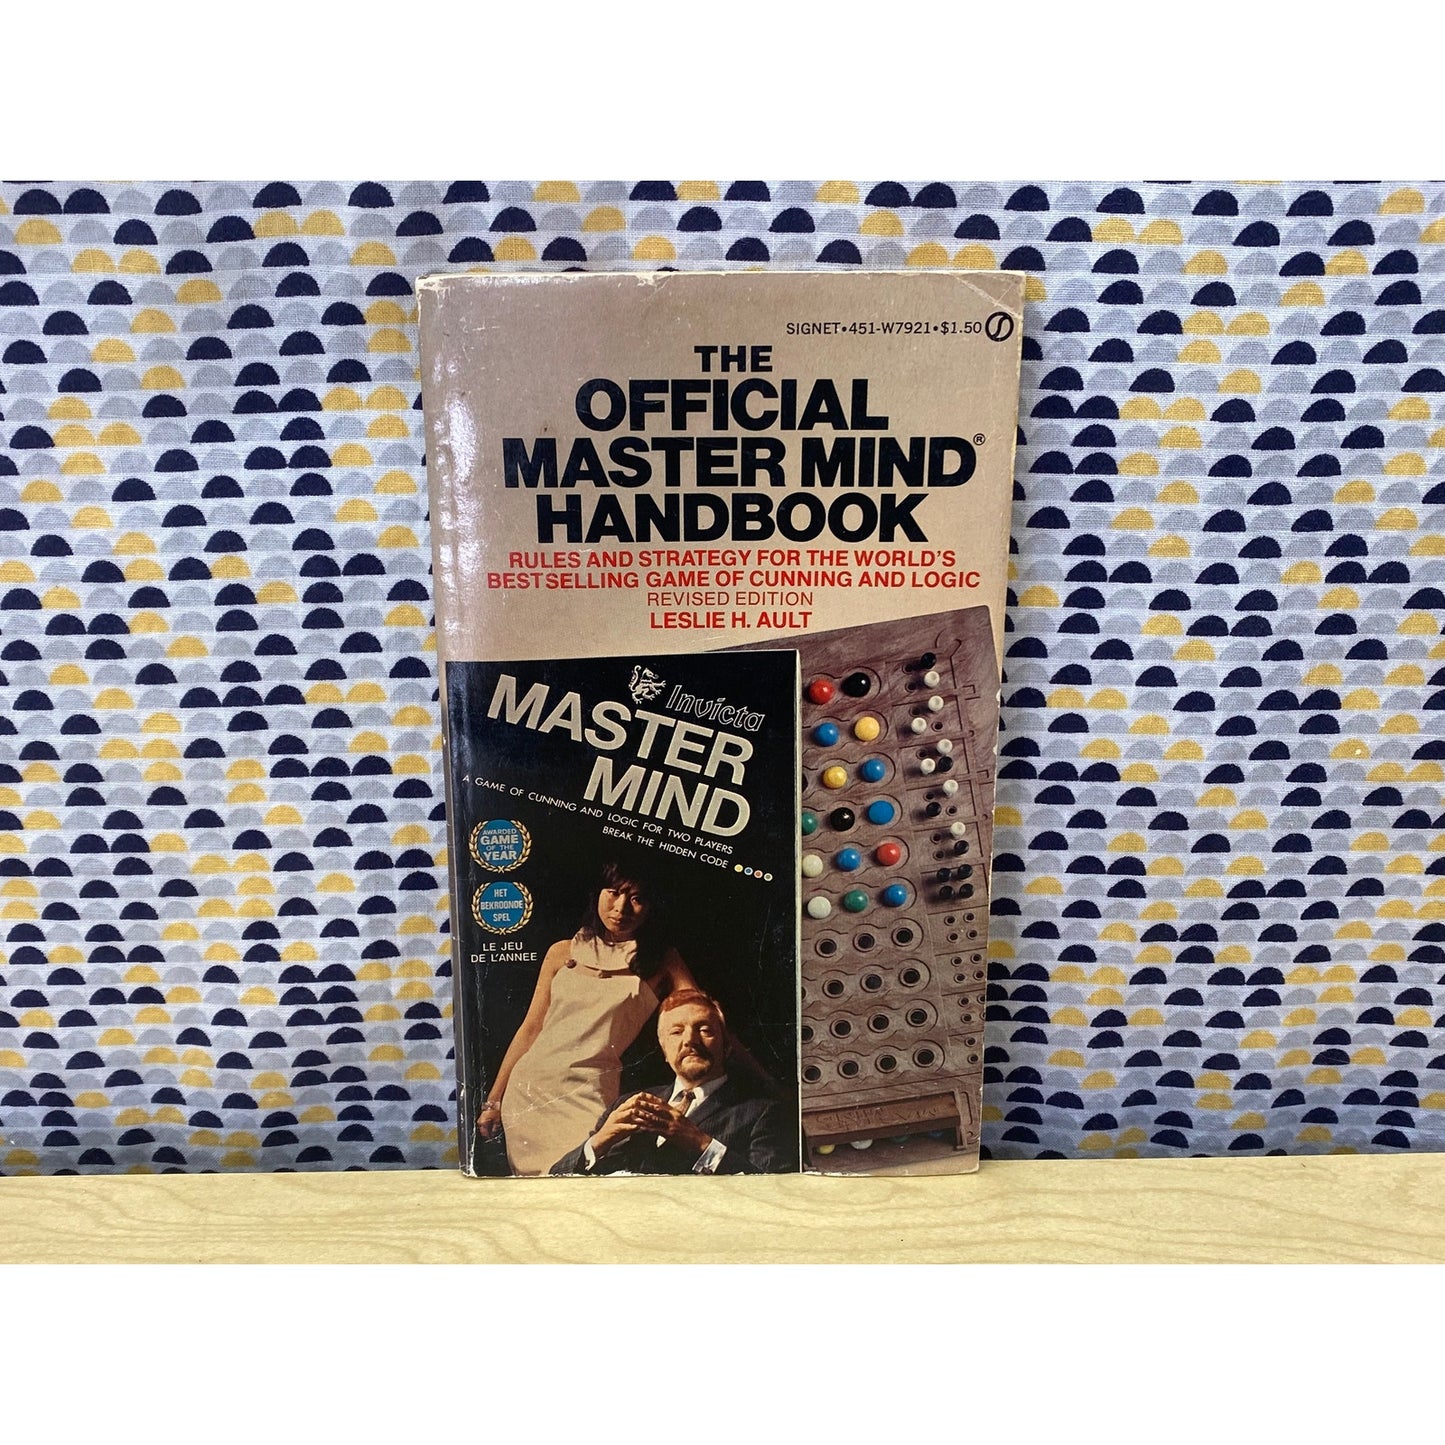 SIGNET•451-W7921•$1.50
THE
OFFICIAL
MASTER MIND®
HANDBOOK
RULES AND STRATEGY FOR THE WORLD'S
BEST SELLING GAME OF CUNNING AND LOGIC
REVISED EDITION
LESLIE H. AULT
Invicta
MASTER
MIND
A GAME OF CUNNING AND LOGIC FOR TWO PLAYERS
BREAK THE HIDDEN CODE
AWARDED
GAME
OF THE
YEAR
HET
BEKROONDE
SPEL
LE JEU
DE L'ANNEE